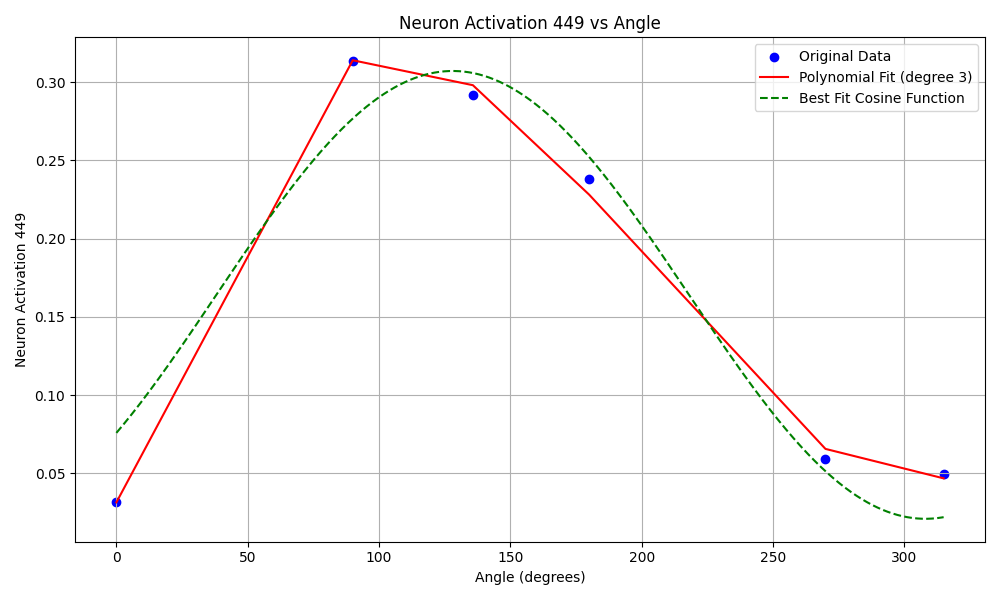 Neuron Activation 449 vs Angle
Original Data
Polynomial Fit (degree 3)
Best Fit Cosine Function
Neuron Activation 449
0.30
0.25
0.20
0.15
0.10
0.05
0 50 100 150 200 250 300
Angle (degrees)